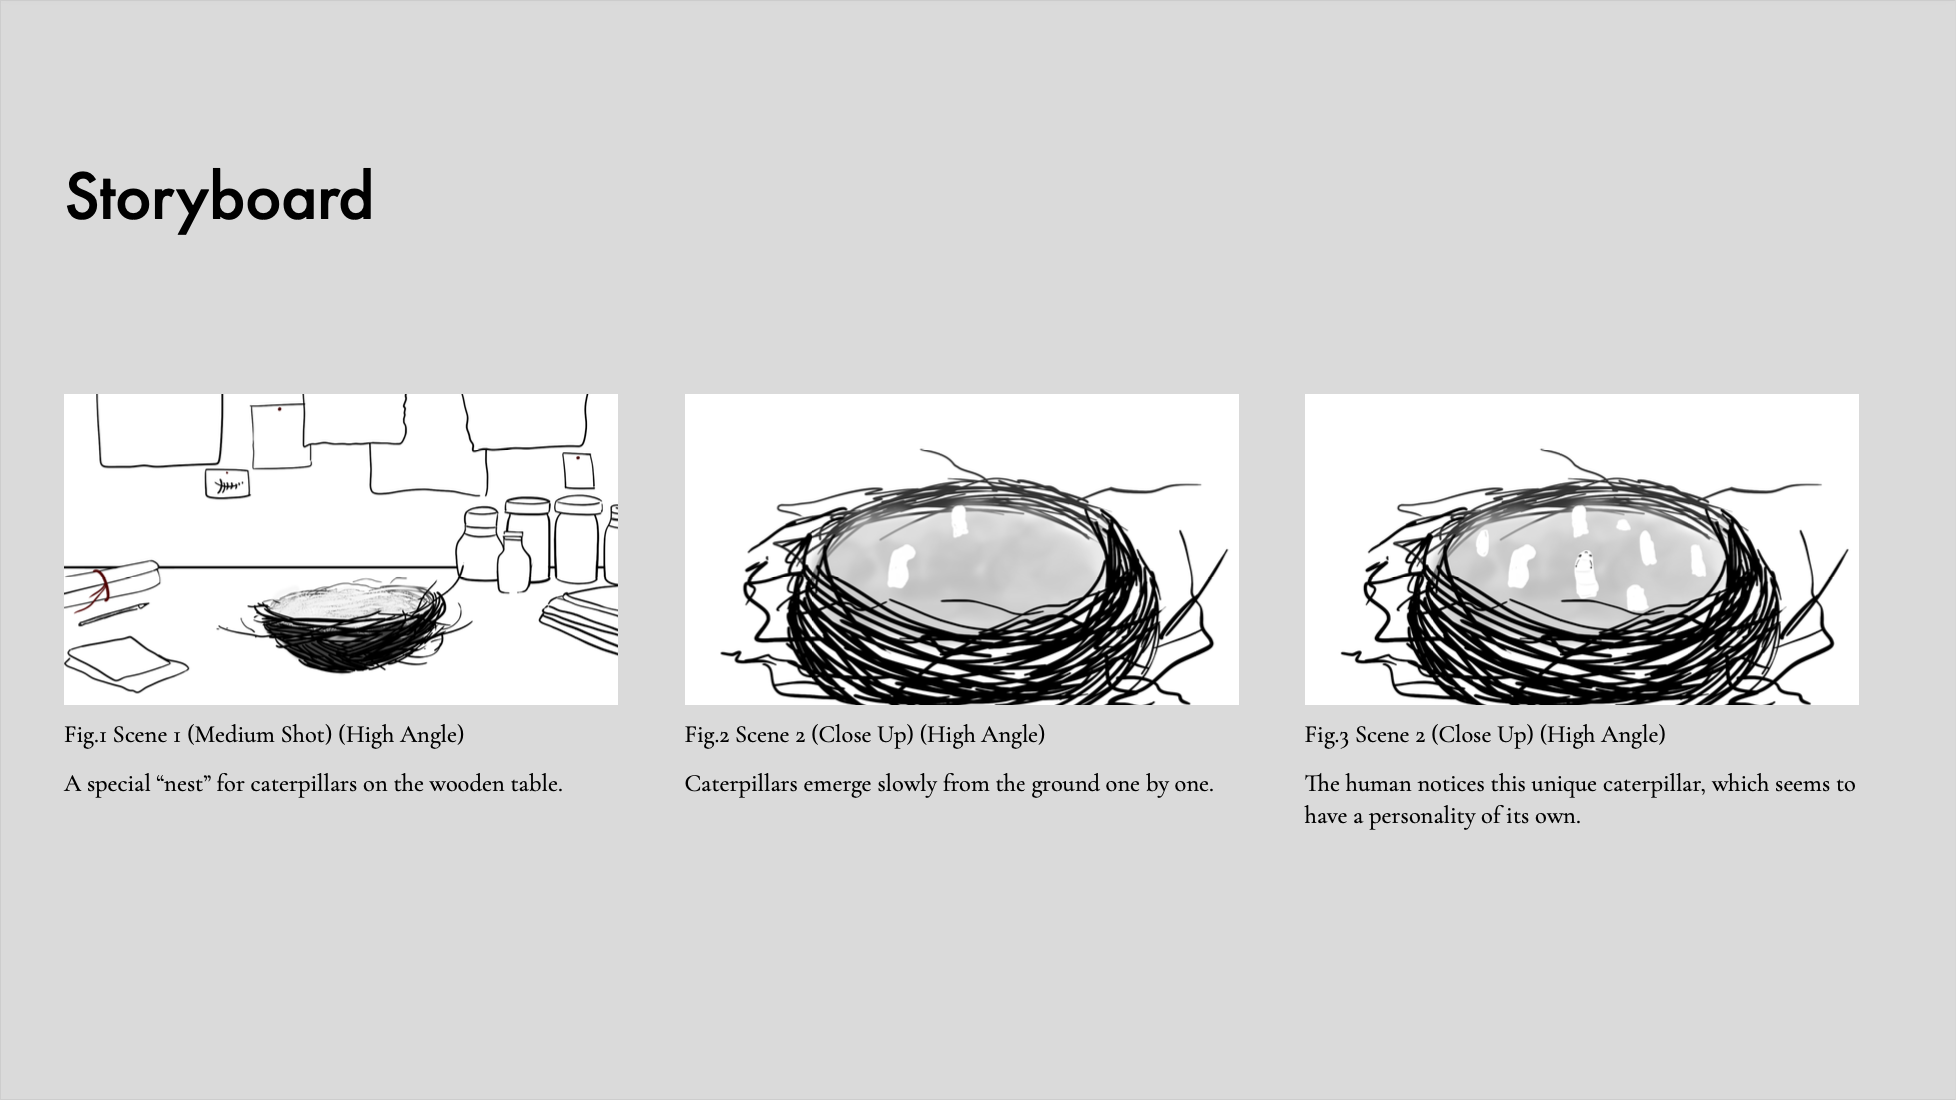 Storyboard
Fig.1 Scene 1 (Medium Shot) (High Angle)
A special “nest” for caterpillars on the wooden table.
Fig.2 Scene 2 (Close Up) (High Angle)
Caterpillars emerge slowly from the ground one by one.
Fig.3 Scene 2 (Close Up) (High Angle)
The human notices this unique caterpillar, which seems to
have a personality of its own.